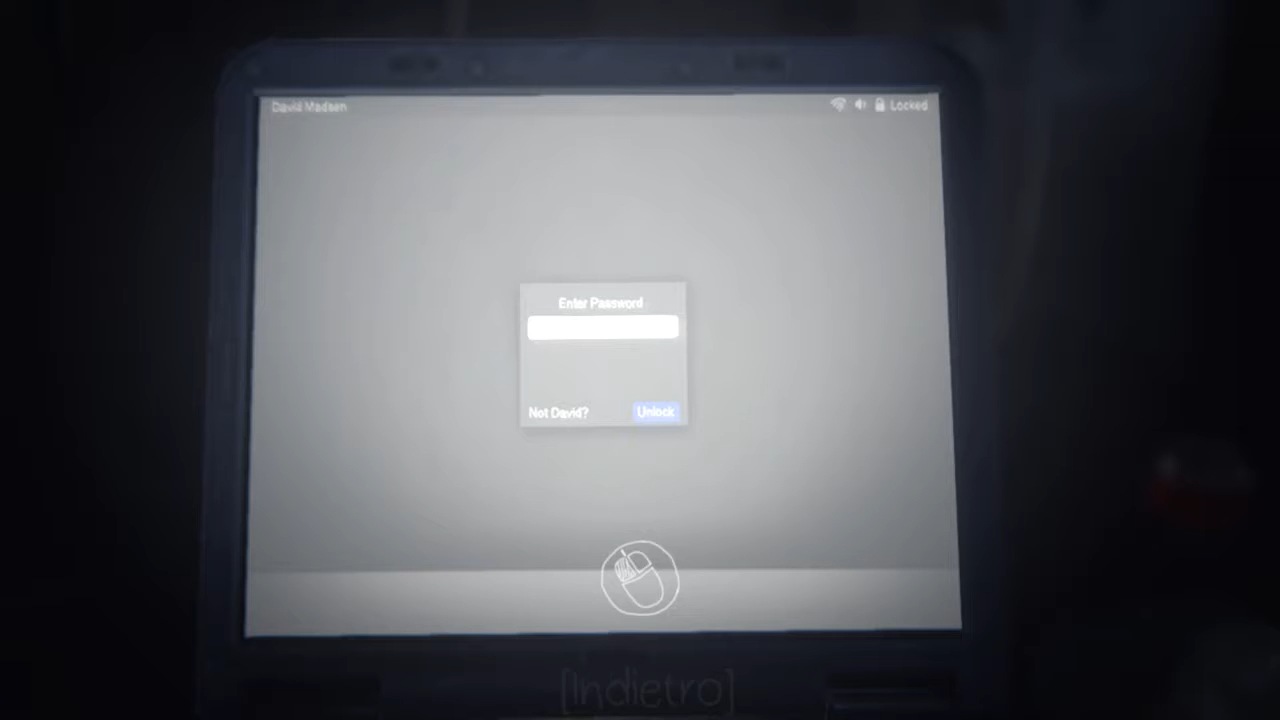 David Madsen
Locked
Enter Password
Not David?
Unlock
[Indietro]